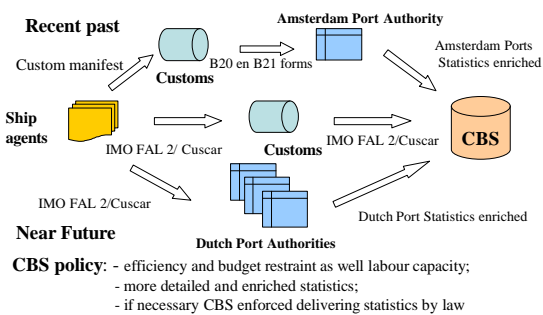 Recent past
Amsterdam Port Authority
Custom manifest
Customs
B20 en B21 forms
Amsterdam Ports
Statistics enriched
Ship
agents
IMO FAL 2/ Cuscar
Customs
IMO FAL 2/Cuscar
CBS
IMO FAL 2/Cuscar
Dutch Port Statistics enriched
Near Future
Dutch Port Authorities
CBS policy: - efficiency and budget restraint as well labour capacity;
- more detailed and enriched statistics;
- if necessary CBS enforced delivering statistics by law